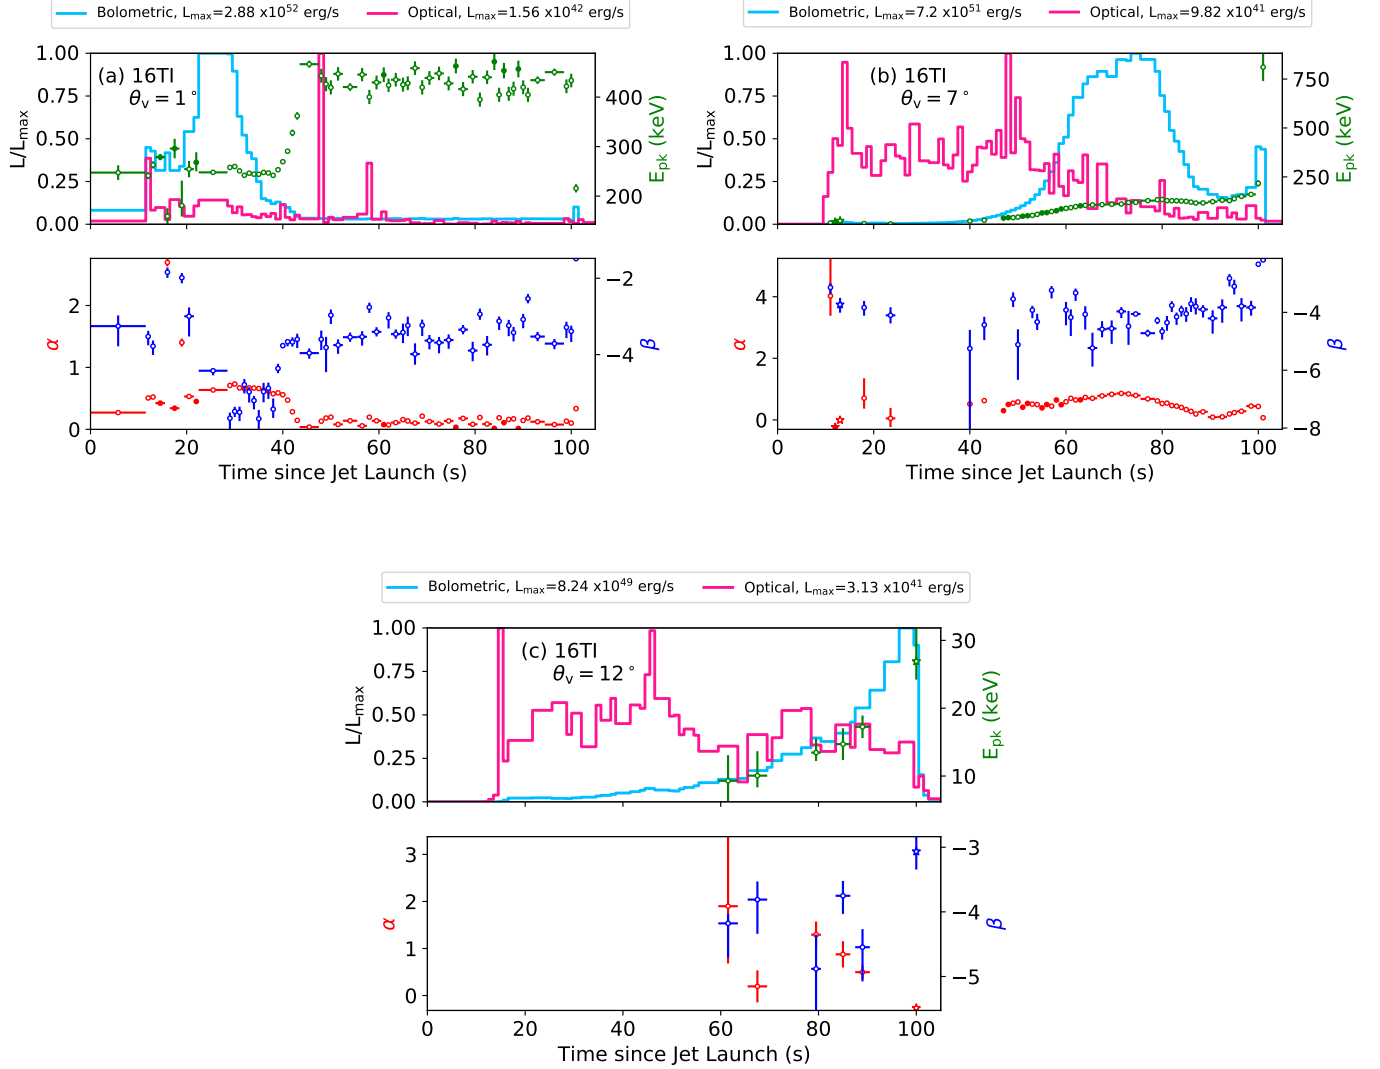 Bolometric, Lmax=2.88 x10^52 erg/s Optical, Lmax=1.56 x10^42 erg/s
1.00
0.75
0.50
0.25
0.00
L/Lmax
(a) 16TI
θv = 1°
400
300
200
Epk (keV)
2
1
0
α
−2
−4
β
0 20 40 60 80 100
Time since Jet Launch (s)
Bolometric, Lmax=7.2 x10^51 erg/s Optical, Lmax=9.82 x10^41 erg/s
1.00
0.75
0.50
0.25
0.00
L/Lmax
(b) 16TI
θv = 7°
750
500
250
Epk (keV)
4
2
0
α
−4
−6
−8
β
0 20 40 60 80 100
Time since Jet Launch (s)
Bolometric, Lmax=8.24 x10^49 erg/s Optical, Lmax=3.13 x10^41 erg/s
1.00
0.75
0.50
0.25
0.00
L/Lmax
(c) 16TI
θv = 12°
30
20
10
Epk (keV)
3
2
1
0
α
−3
−4
−5
β
0 20 40 60 80 100
Time since Jet Launch (s)